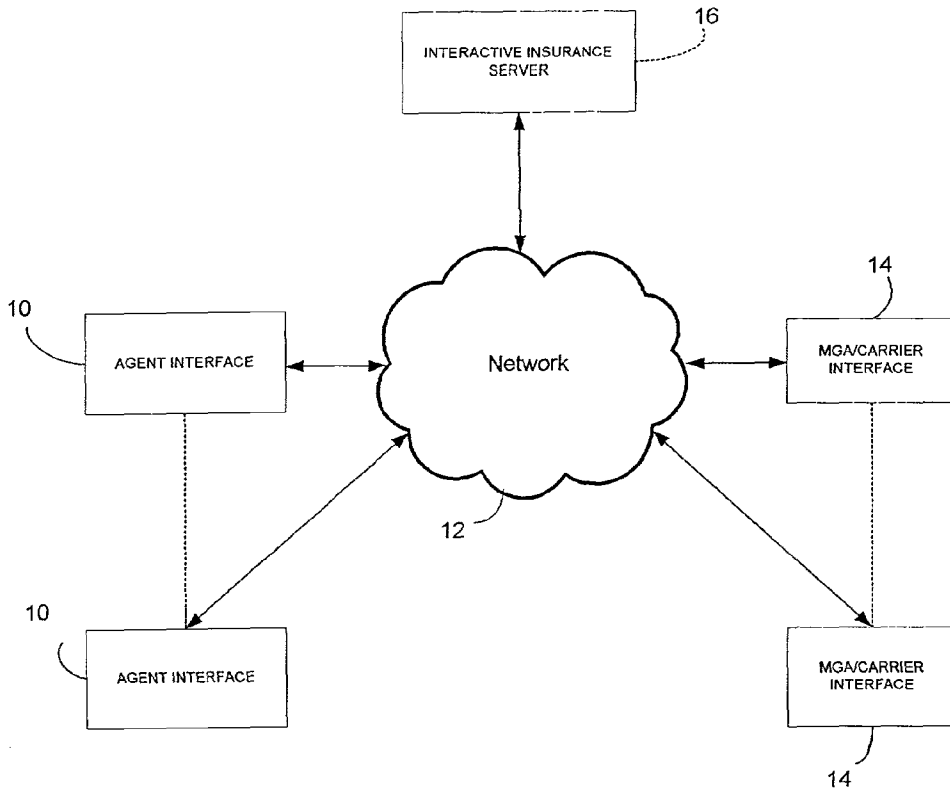 16
INTERACTIVE INSURANCE
SERVER
14
10
AGENT INTERFACE
Network
MGA/CARRIER
INTERFACE
12
10
AGENT INTERFACE
MGA/CARRIER
INTERFACE
14